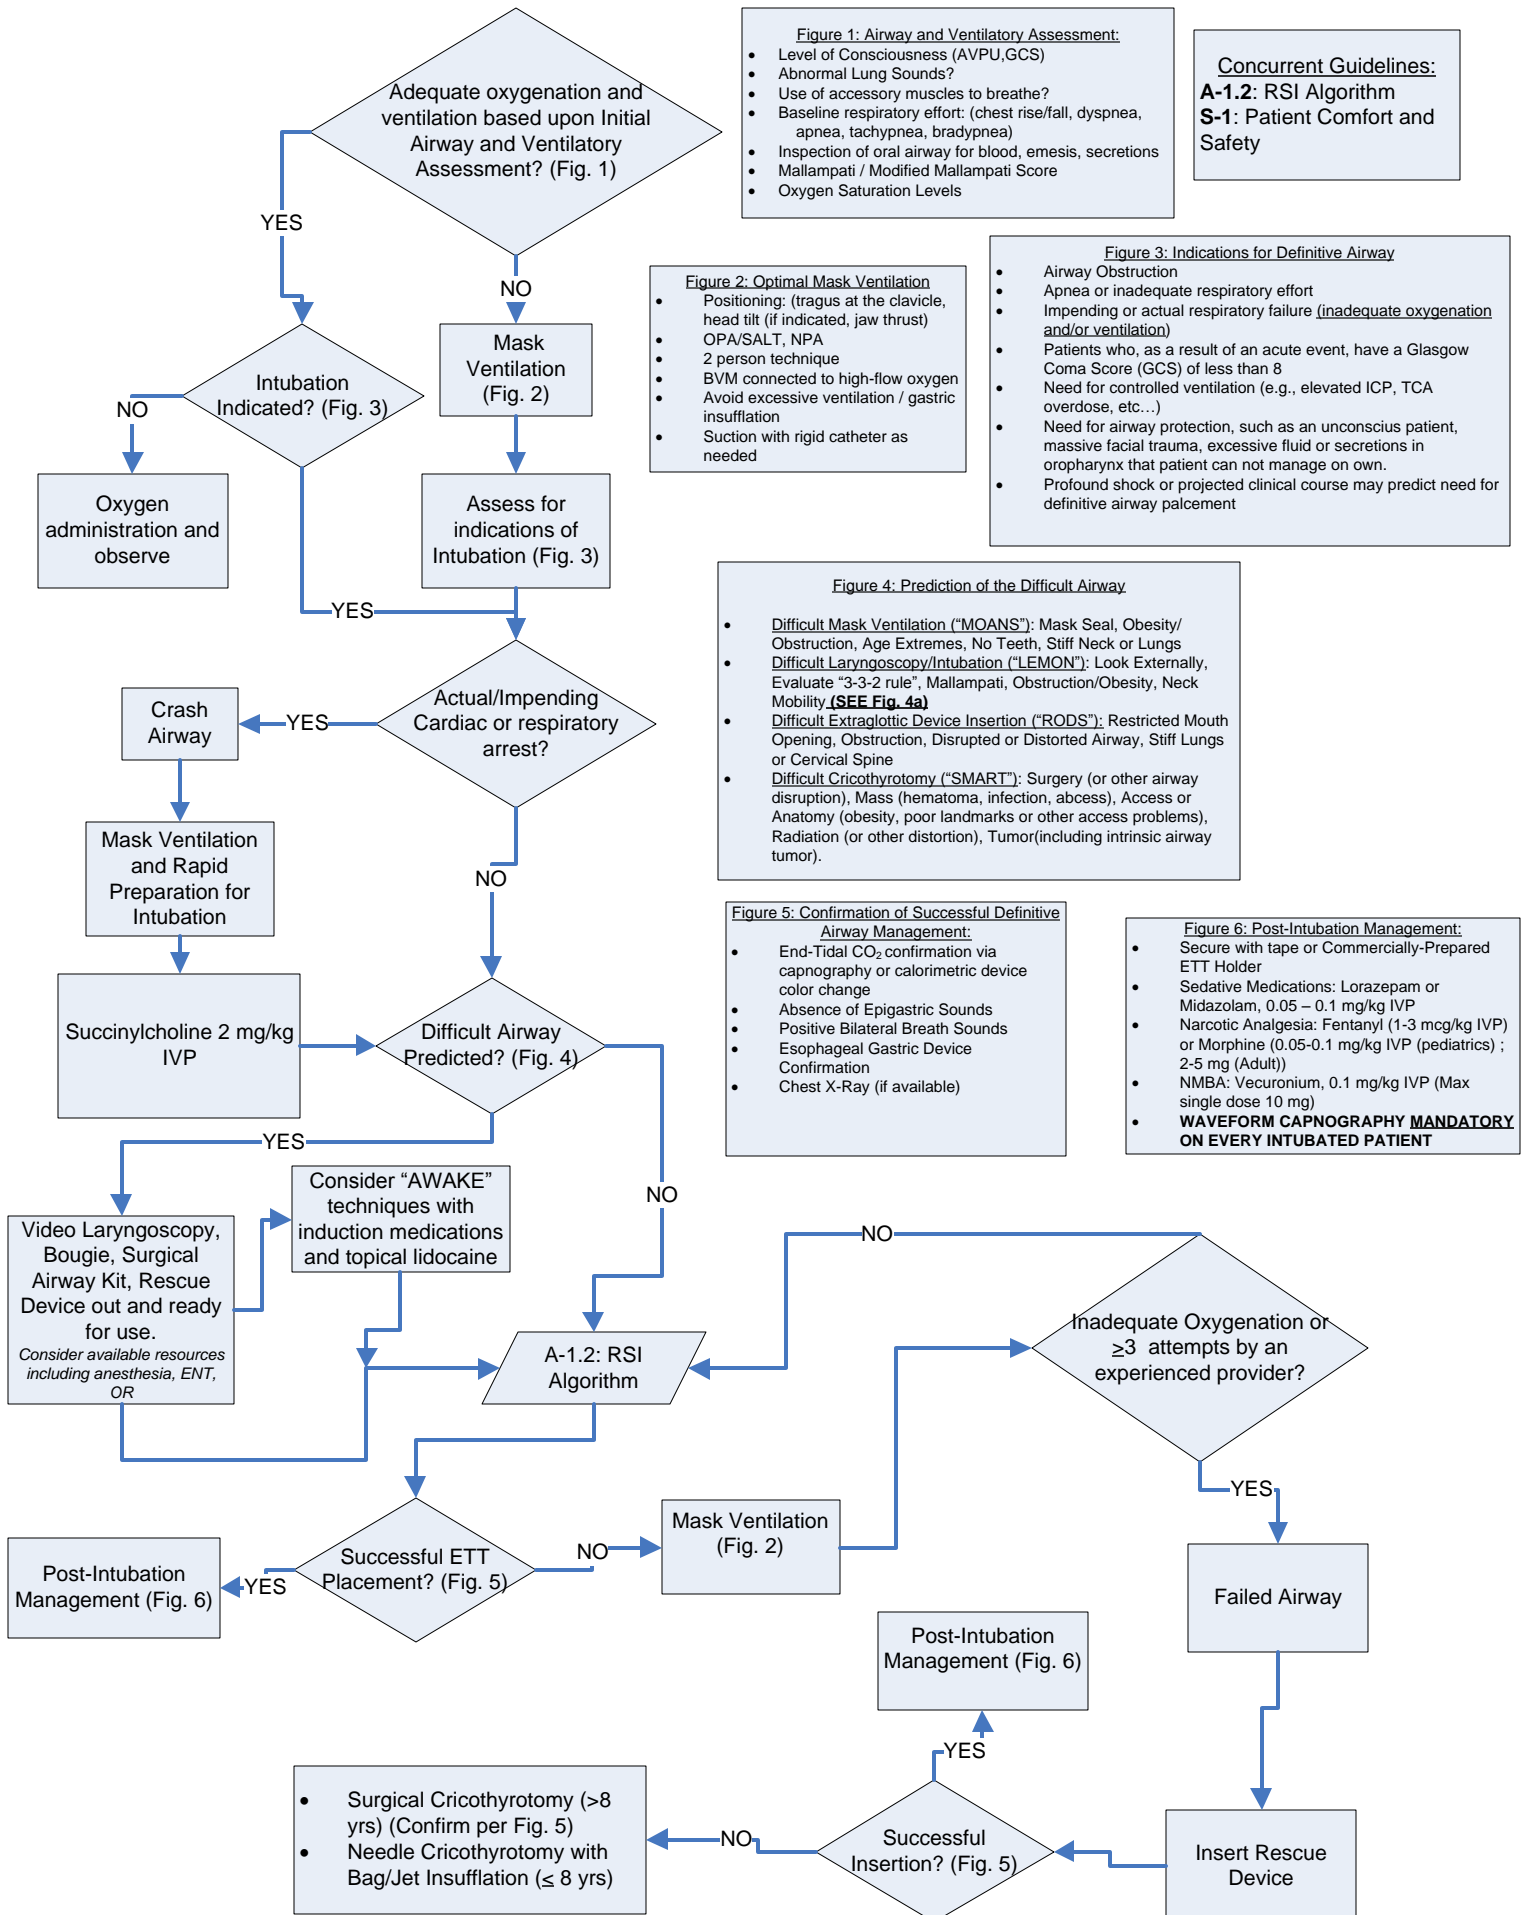 Adequate oxygenation and
ventilation based upon Initial
Airway and Ventilatory
Assessment? (Fig. 1)
Figure 1: Airway and Ventilatory Assessment:
• Level of Consciousness (AVPU,GCS)
• Abnormal Lung Sounds?
• Use of accessory muscles to breathe?
• Baseline respiratory effort: (chest rise/fall, dyspnea,
apnea, tachypnea, bradypnea)
• Inspection of oral airway for blood, emesis, secretions
• Mallampati / Modified Mallampati Score
• Oxygen Saturation Levels
Concurrent Guidelines:
A-1.2: RSI Algorithm
S-1: Patient Comfort and
Safety
YES
NO
Figure 2: Optimal Mask Ventilation
• Positioning: (tragus at the clavicle,
head tilt (if indicated, jaw thrust)
• OPA/SALT, NPA
• 2 person technique
• BVM connected to high-flow oxygen
• Avoid excessive ventilation / gastric
insufflation
• Suction with rigid catheter as
needed
Figure 3: Indications for Definitive Airway
• Airway Obstruction
• Apnea or inadequate respiratory effort
• Impending or actual respiratory failure (inadequate oxygenation
and/or ventilation)
• Patients who, as a result of an acute event, have a Glasgow
Coma Score (GCS) of less than 8
• Need for controlled ventilation (e.g., elevated ICP, TCA
overdose, etc…)
• Need for airway protection, such as an unconscius patient,
massive facial trauma, excessive fluid or secretions in
oropharynx that patient can not manage on own.
• Profound shock or projected clinical course may predict need for
definitive airway palcement
Mask
Ventilation
(Fig. 2)
Intubation
Indicated? (Fig. 3)
NO
Oxygen
administration and
observe
Assess for
indications of
Intubation (Fig. 3)
YES
Figure 4: Prediction of the Difficult Airway
• Difficult Mask Ventilation (“MOANS”): Mask Seal, Obesity/
Obstruction, Age Extremes, No Teeth, Stiff Neck or Lungs
• Difficult Laryngoscopy/Intubation (“LEMON”): Look Externally,
Evaluate “3-3-2 rule”, Mallampati, Obstruction/Obesity, Neck
Mobility (SEE Fig. 4a)
• Difficult Extraglottic Device Insertion (“RODS”): Restricted Mouth
Opening, Obstruction, Disrupted or Distorted Airway, Stiff Lungs
or Cervical Spine
• Difficult Cricothyrotomy (“SMART”): Surgery (or other airway
disruption), Mass (hematoma, infection, abcess), Access or
Anatomy (obesity, poor landmarks or other access problems),
Radiation (or other distortion), Tumor(including intrinsic airway
tumor).
Actual/Impending
Cardiac or respiratory
arrest?
YES
Crash
Airway
NO
Mask Ventilation
and Rapid
Preparation for
Intubation
Figure 5: Confirmation of Successful Definitive
Airway Management:
• End-Tidal CO2 confirmation via
capnography or calorimetric device
color change
• Absence of Epigastric Sounds
• Positive Bilateral Breath Sounds
• Esophageal Gastric Device
Confirmation
• Chest X-Ray (if available)
Figure 6: Post-Intubation Management:
• Secure with tape or Commercially-Prepared
ETT Holder
• Sedative Medications: Lorazepam or
Midazolam, 0.05 – 0.1 mg/kg IVP
• Narcotic Analgesia: Fentanyl (1-3 mcg/kg IVP)
or Morphine (0.05-0.1 mg/kg IVP (pediatrics) ;
2-5 mg (Adult))
• NMBA: Vecuronium, 0.1 mg/kg IVP (Max
single dose 10 mg)
• WAVEFORM CAPNOGRAPHY MANDATORY
ON EVERY INTUBATED PATIENT
Succinylcholine 2 mg/kg
IVP
Difficult Airway
Predicted? (Fig. 4)
YES
NO
Consider “AWAKE”
techniques with
induction medications
and topical lidocaine
Video Laryngoscopy,
Bougie, Surgical
Airway Kit, Rescue
Device out and ready
for use.
Consider available resources
including anesthesia, ENT,
OR
A-1.2: RSI
Algorithm
NO
Inadequate Oxygenation or
≥3 attempts by an
experienced provider?
YES
Successful ETT
Placement? (Fig. 5)
YES
Post-Intubation
Management (Fig. 6)
NO
Mask Ventilation
(Fig. 2)
Failed Airway
Post-Intubation
Management (Fig. 6)
YES
Insert Rescue
Device
Successful
Insertion? (Fig. 5)
NO
• Surgical Cricothyrotomy (>8
yrs) (Confirm per Fig. 5)
• Needle Cricothyrotomy with
Bag/Jet Insufflation (≤ 8 yrs)